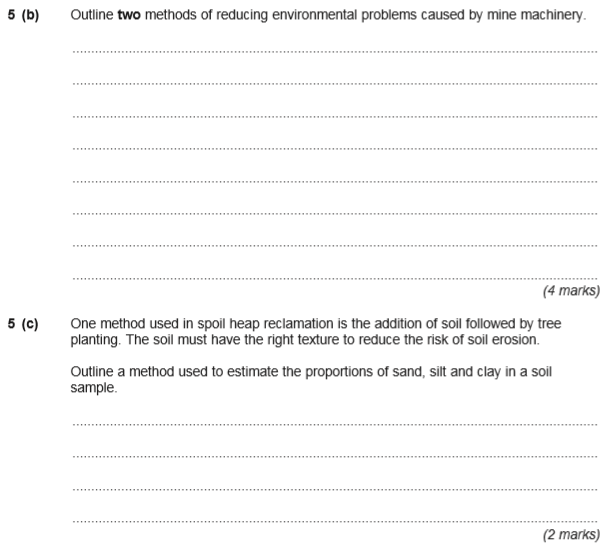 5 (b) Outline two methods of reducing environmental problems caused by mine machinery.
(4 marks)
5 (c) One method used in spoil heap reclamation is the addition of soil followed by tree
planting. The soil must have the right texture to reduce the risk of soil erosion.
Outline a method used to estimate the proportions of sand, silt and clay in a soil
sample.
(2 marks)